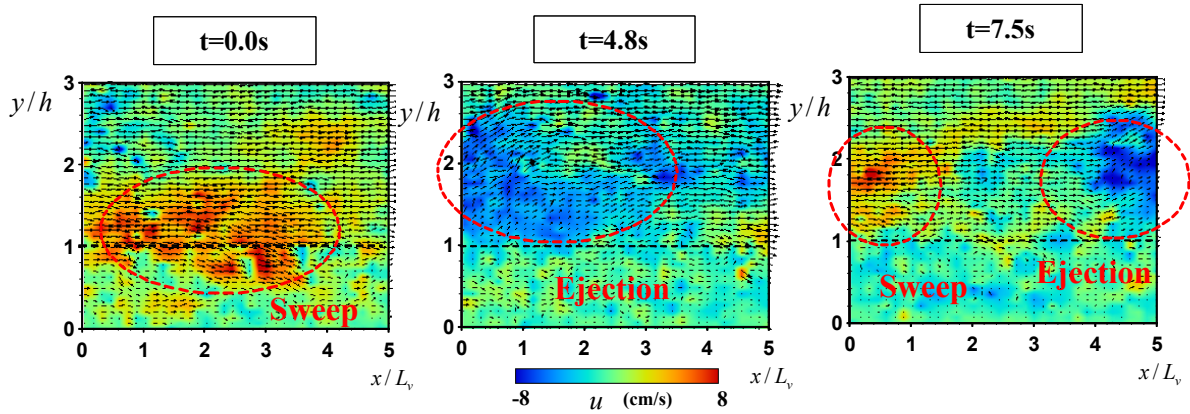 t=0.0s
t=4.8s
t=7.5s
3
y/h
2
1
0
Sweep
0 1 2 3 4 5
x/L_v
3
y/h
2
1
0
Ejection
0 1 2 3 4 5
x/L_v
3
y/h
2
1
0
Sweep
Ejection
0 1 2 3 4 5
x/L_v
-8 u (cm/s) 8